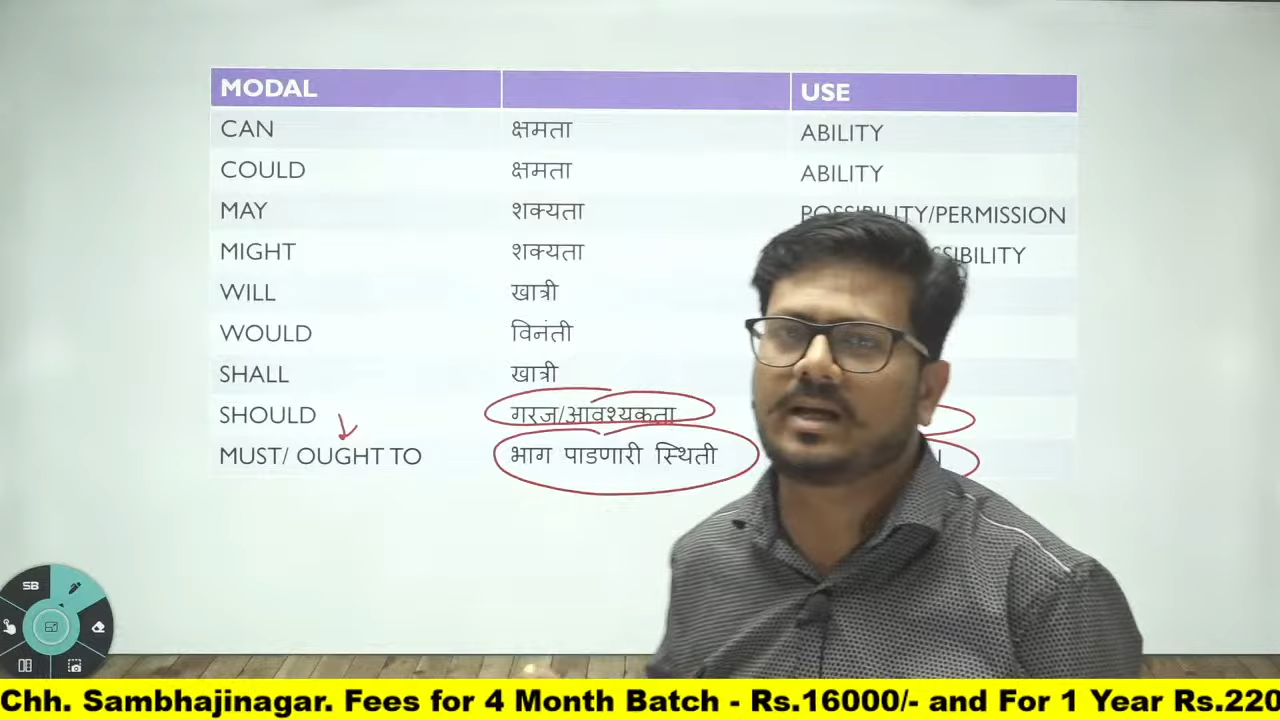 MODAL USE
CAN क्षमता ABILITY
COULD क्षमता ABILITY
MAY शक्यता POSSIBILITY/PERMISSION
MIGHT शक्यता
WILL खात्री
WOULD विनंती
SHALL खात्री
SHOULD गरज/आवश्यकता
MUST/ OUGHT TO भाग पाडणारी स्थिती
SB
Chh. Sambhajinagar. Fees for 4 Month Batch - Rs.16000/- and For 1 Year